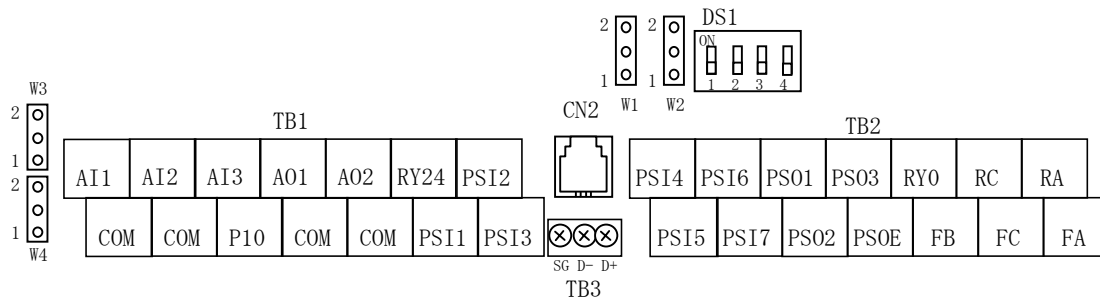 DS1
2 2 ON
1 1 1 2 3 4
W1 W2
W3
2
1
2
1
W4
CN2
TB1
AI1 AI2 AI3 AO1 AO2 RY24 PSI2
COM COM P10 COM COM PSI1 PSI3
SG D- D+
TB3
TB2
PSI4 PSI6 PSO1 PSO3 RYO RC RA
PSI5 PSI7 PSO2 PSOE FB FC FA